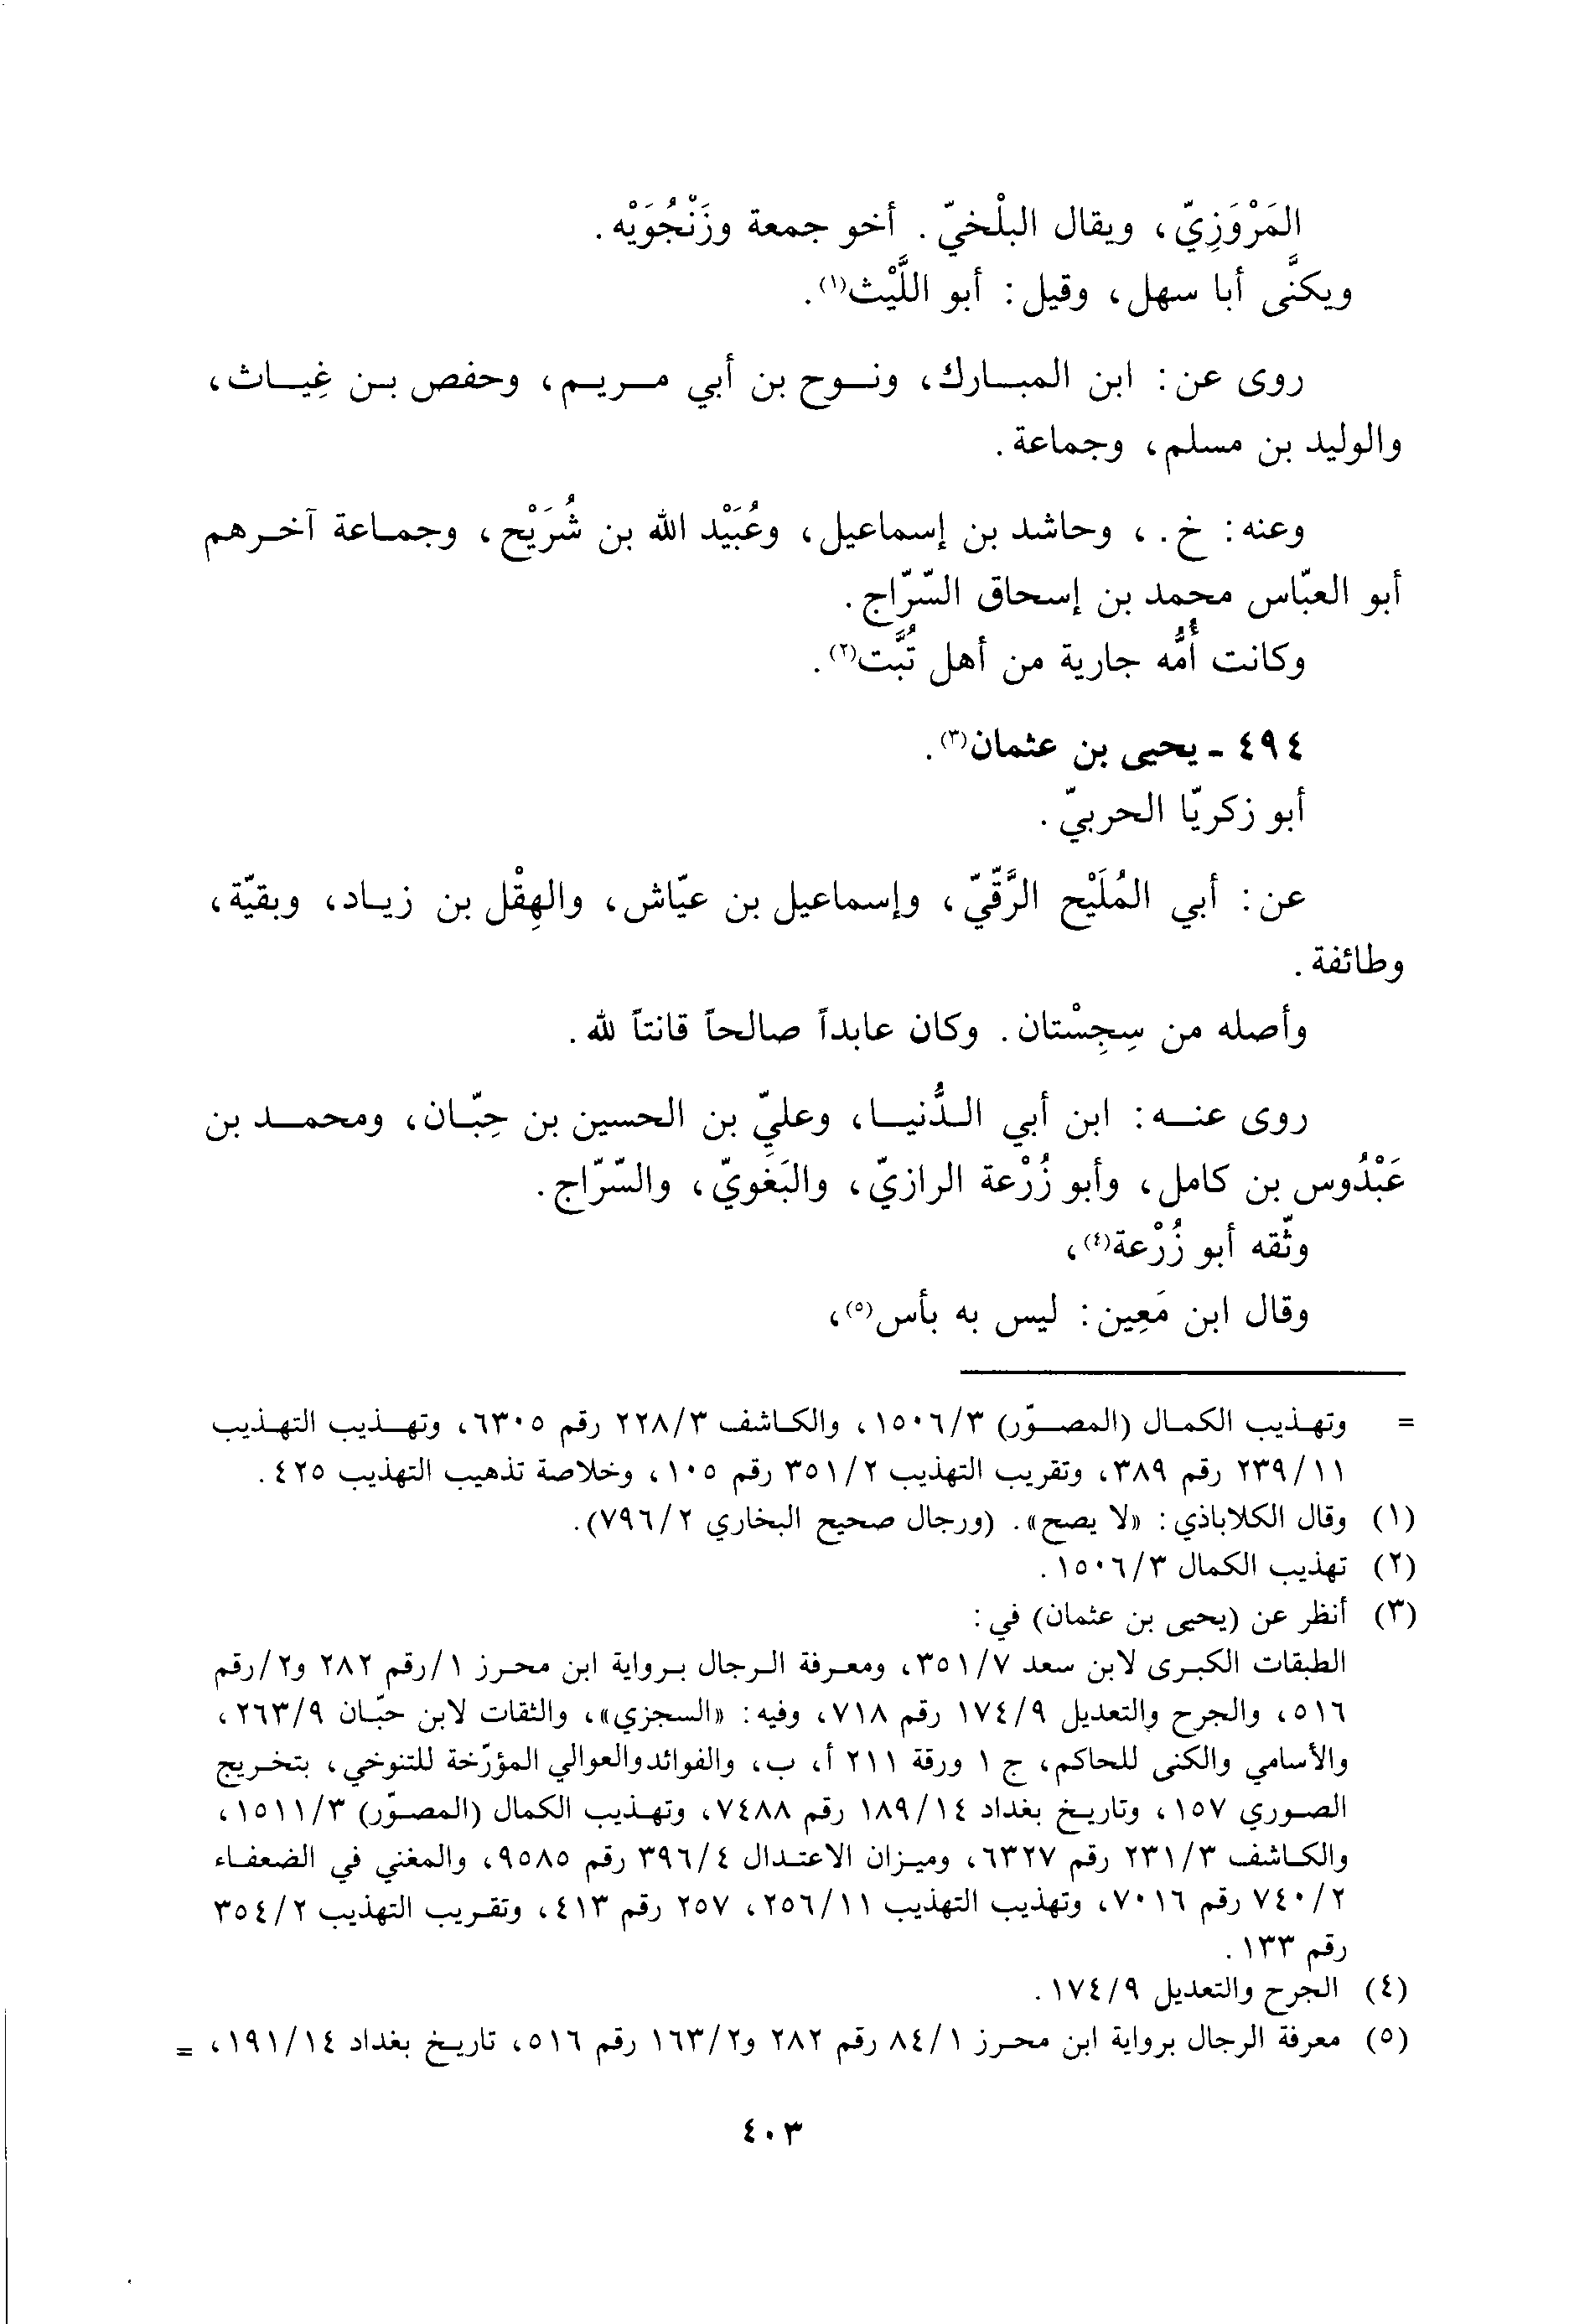 المَرْوَزِيّ، ويقال البلْخيّ. أخو جمعة وزَنْجُوَيْه.
ويكنَّى أبا سهل، وقيل: أبو اللَّيْث(١).
روى عن: ابن المبارك، ونوح بن أبي مريم، وحفص بن غِياث،
والوليد بن مسلم، وجماعة.
وعنه: خ.، وحاشد بن إسماعيل، وعُبَيْد الله بن شُرَيْح، وجماعة آخرهم
أبو العبّاس محمد بن إسحاق السّرّاج.
وكانت أُمُّه جارية من أهل تُبَّت(٢).
٤٩٤ - يحيى بن عثمان(٣).
أبو زكريّا الحربيّ.
عن: أبي المُلَيْح الرَّقّيّ، وإسماعيل بن عيّاش، والهِقْل بن زياد، وبقيّة،
وطائفة.
وأصله من سِجِسْتان. وكان عابداً صالحاً قانتاً لله.
روى عنه: ابن أبي الدُّنيا، وعليّ بن الحسين بن حِبّان، ومحمد بن
عَبْدُوس بن كامل، وأبو زُرْعة الرازيّ، والبَغَويّ، والسّرّاج.
وثّقه أبو زُرْعة(٤)،
وقال ابن مَعِين: ليس به بأس(٥)،
= وتهذيب الكمال (المصوّر) ١٥٠٦/٣، والكاشف ٢٢٨/٣ رقم ٦٣٠٥، وتهذيب التهذيب
٢٣٩/١١ رقم ٣٨٩، وتقريب التهذيب ٣٥١/٢ رقم ١٠٥، وخلاصة تذهيب التهذيب ٤٢٥.
(١) وقال الكلاباذي: «لا يصح». (ورجال صحيح البخاري ٧٩٦/٢).
(٢) تهذيب الكمال ١٥٠٦/٣.
(٣) أنظر عن (يحيى بن عثمان) في:
الطبقات الكبرى لابن سعد ٣٥١/٧، ومعرفة الرجال برواية ابن محرز ١/رقم ٢٨٢ و٢/رقم
٥١٦، والجرح والتعديل ١٧٤/٩ رقم ٧١٨، وفيه: «السجزي»، والثقات لابن حبّان ٢٦٣/٩،
والأسامي والكنى للحاكم، ج ١ ورقة ٢١١ أ، ب، والفوائد والعوالي المؤرّخة للتنوخي، بتخريج
الصوري ١٥٧، وتاريخ بغداد ١٨٩/١٤ رقم ٧٤٨٨، وتهذيب الكمال (المصوّر) ١٥١١/٣،
والكاشف ٢٣١/٣ رقم ٦٣٢٧، وميزان الاعتدال ٣٩٦/٤ رقم ٩٥٨٥، والمغني في الضعفاء
٧٤٠/٢ رقم ٧٠١٦، وتهذيب التهذيب ٢٥٦/١١، ٢٥٧ رقم ٤١٣، وتقريب التهذيب ٣٥٤/٢
رقم ١٣٣.
(٤) الجرح والتعديل ١٧٤/٩.
(٥) معرفة الرجال برواية ابن محرز ٨٤/١ رقم ٢٨٢ و١٦٣/٢ رقم ٥١٦، تاريخ بغداد ١٩١/١٤، =
٤٠٣